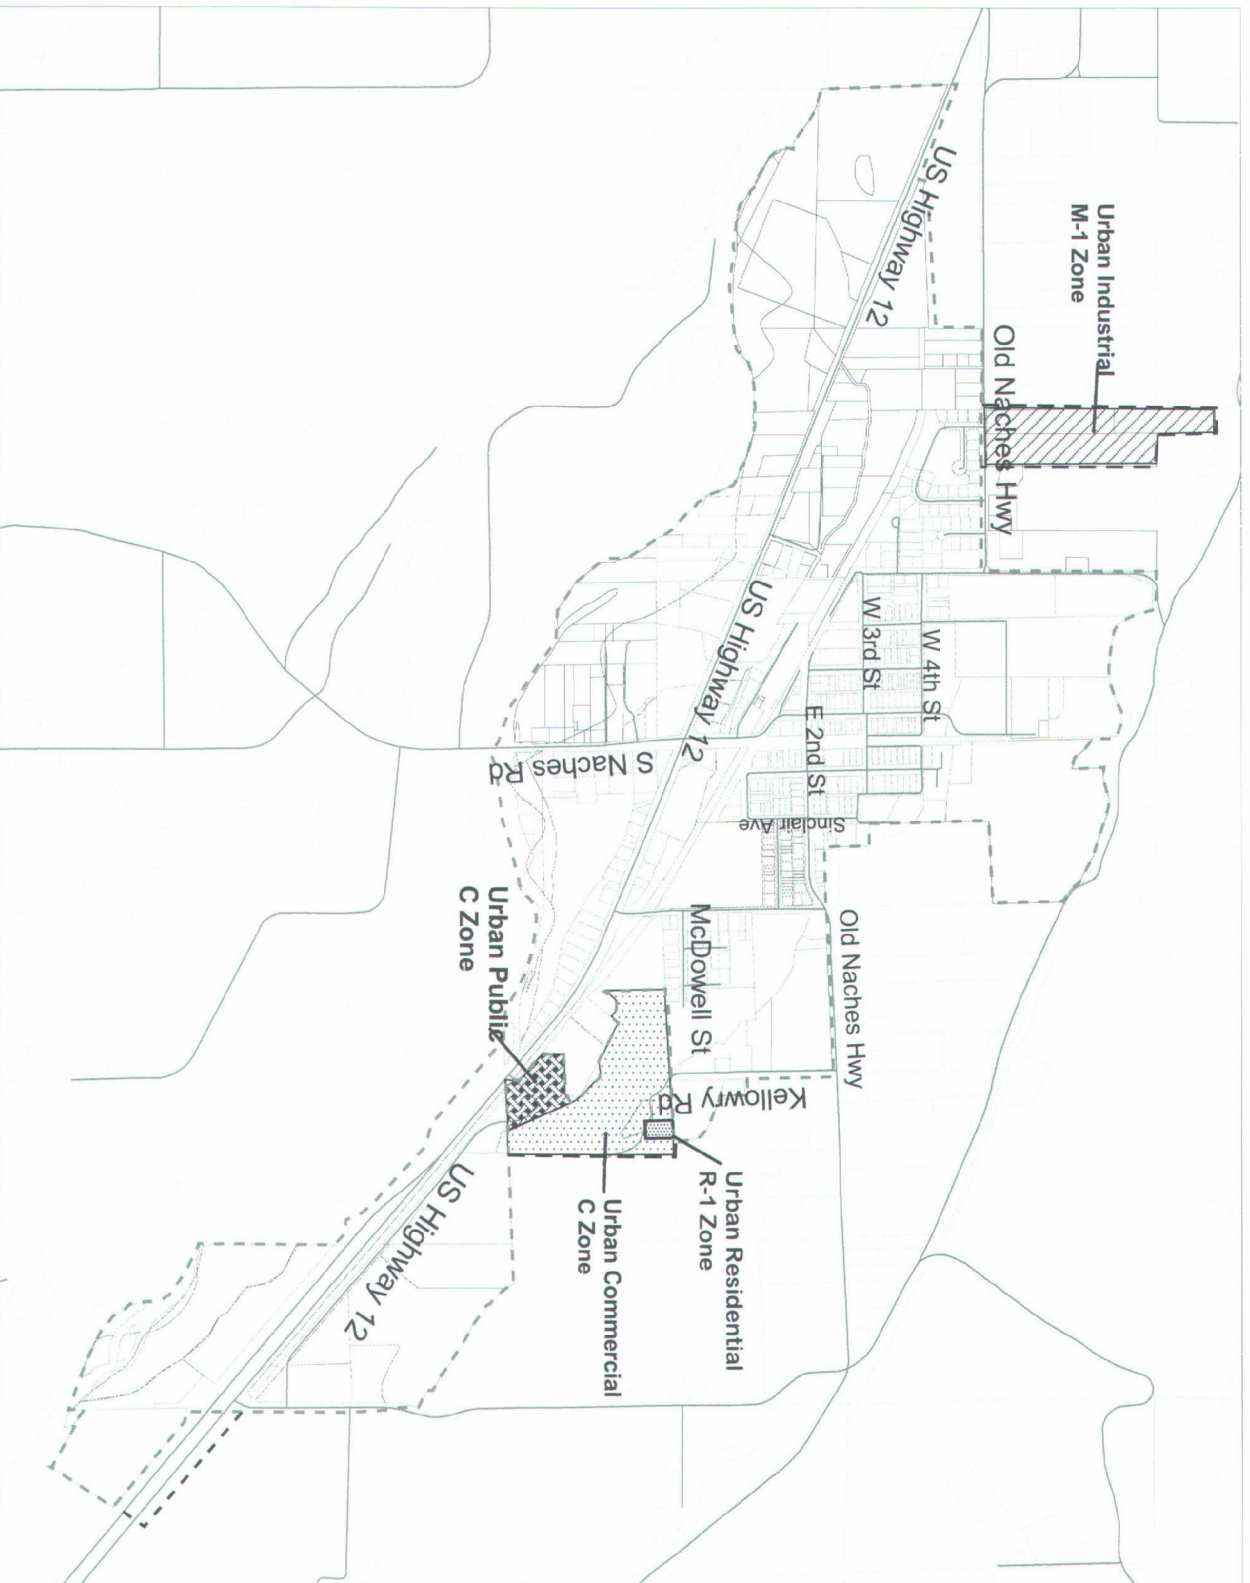 Urban Industrial
M-1 Zone
US Highway 12
Old Naches Hwy
US Highway 12
W 3rd St
W 4th St
E 2nd St
S Naches Rd
Sinclair Ave
McDowell St
Old Naches Hwy
Kellowry Rd
Urban Public
C Zone
Urban Residential
R-1 Zone
Urban Commercial
C Zone
US Highway 12